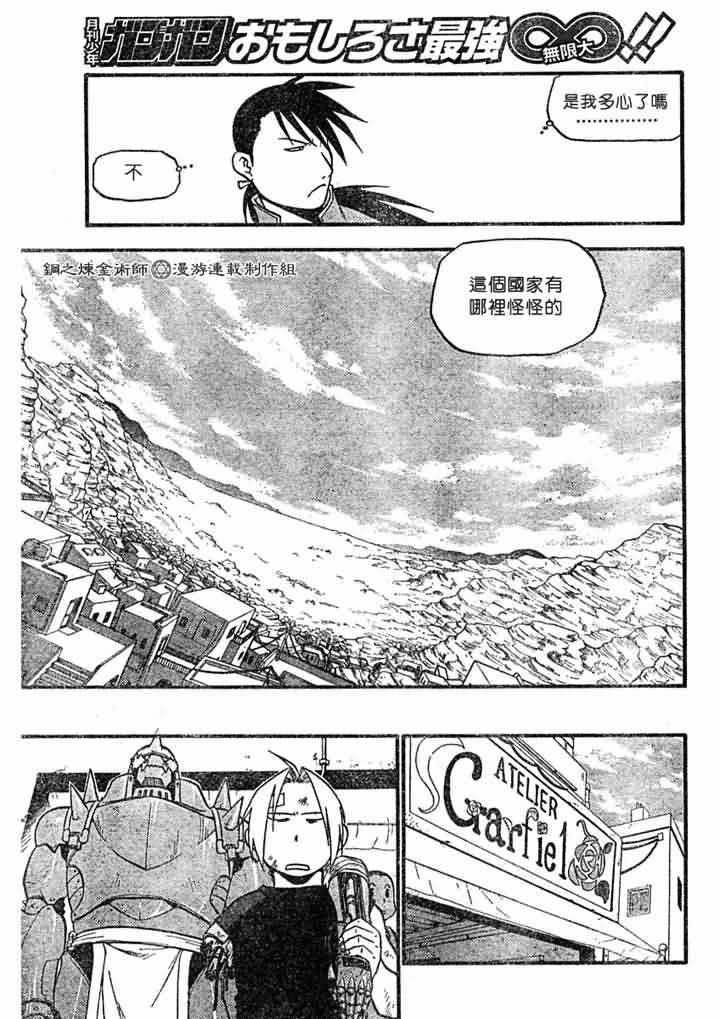 月刊少年
ガンガン
おもしろさ最強
無限大
!!
是我多心了嗎
…………
不
鋼之煉金術師 漫游連載制作組
這個國家有
哪裡怪怪的
ATELIER
Garfiel